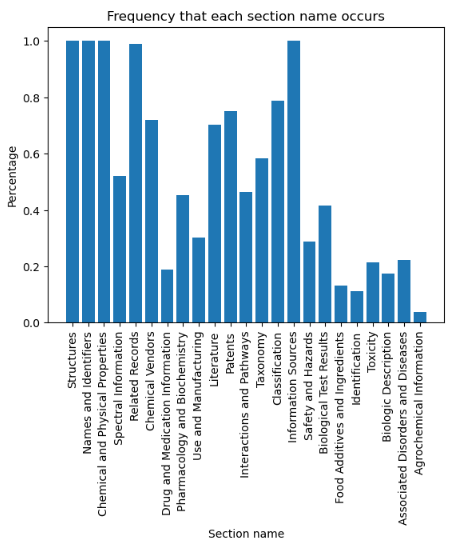 Frequency that each section name occurs
Percentage
1.0
0.8
0.6
0.4
0.2
0.0
Structures
Names and Identifiers
Chemical and Physical Properties
Spectral Information
Related Records
Chemical Vendors
Drug and Medication Information
Pharmacology and Biochemistry
Use and Manufacturing
Literature
Patents
Interactions and Pathways
Taxonomy
Classification
Information Sources
Safety and Hazards
Biological Test Results
Food Additives and Ingredients
Identification
Toxicity
Biologic Description
Associated Disorders and Diseases
Agrochemical Information
Section name